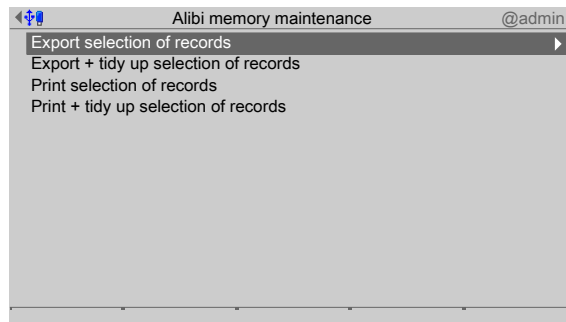 Alibi memory maintenance @admin
Export selection of records
Export + tidy up selection of records
Print selection of records
Print + tidy up selection of records